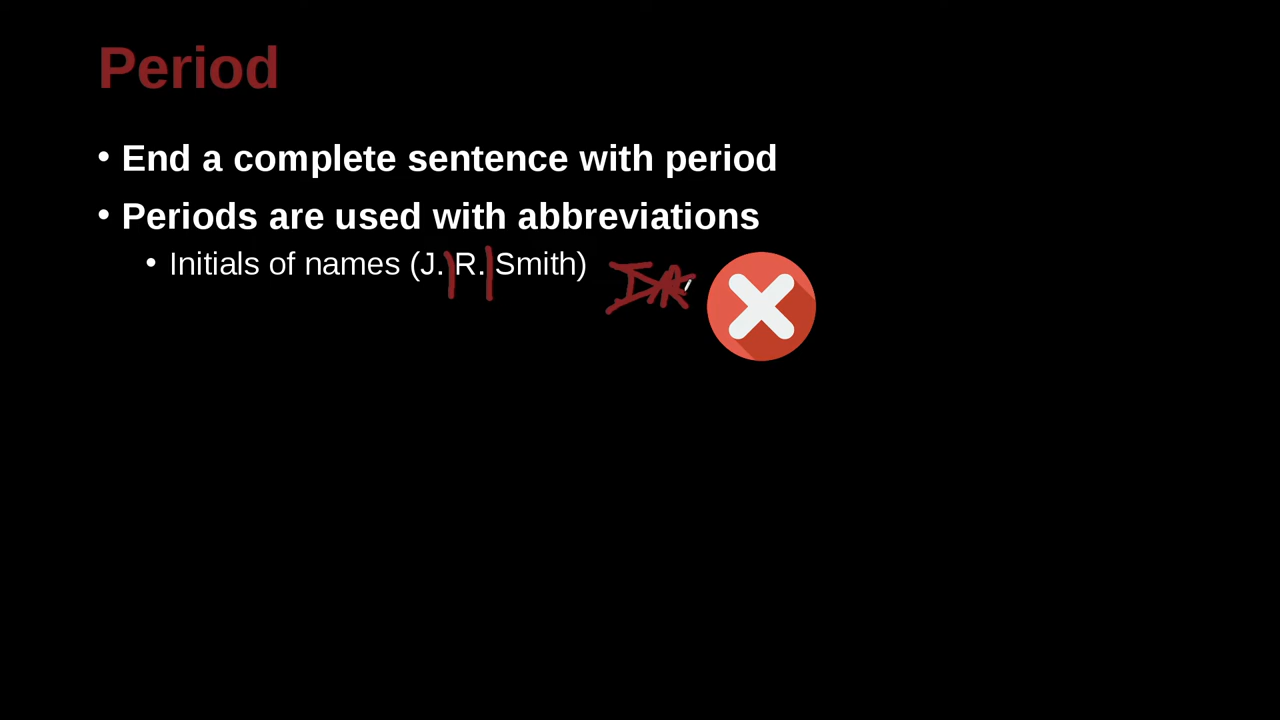 Period
• End a complete sentence with period
• Periods are used with abbreviations
• Initials of names (J. R. Smith)